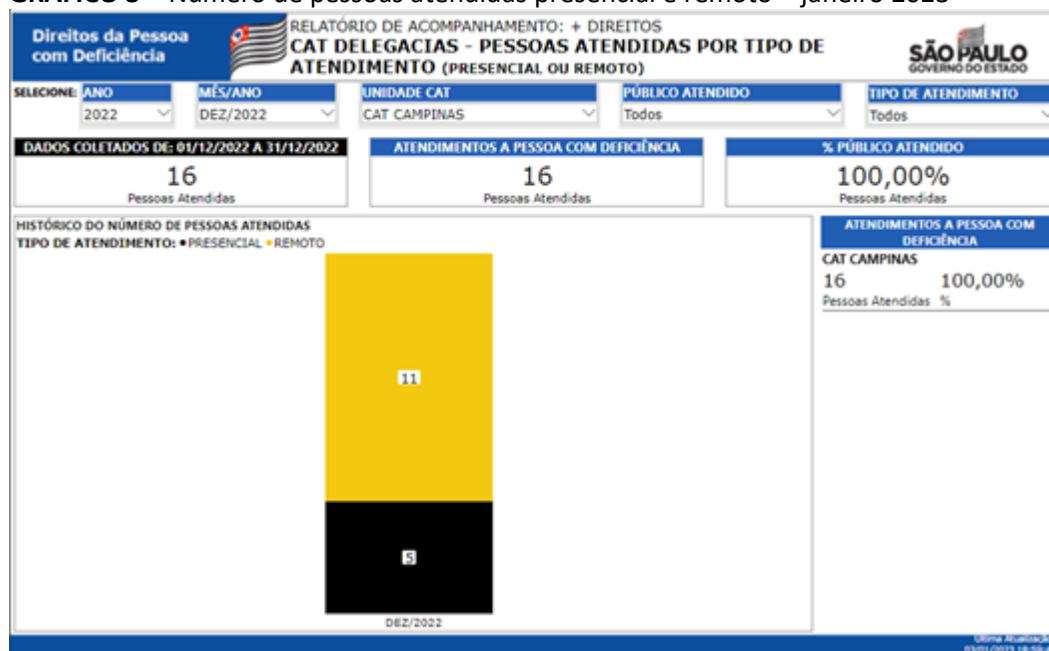 GRÁFICO 3 – Número de pessoas atendidas presencial e remoto – janeiro 2023
Direitos da Pessoa
com Deficiência
RELATÓRIO DE ACOMPANHAMENTO: + DIREITOS
CAT DELEGACIAS - PESSOAS ATENDIDAS POR TIPO DE
ATENDIMENTO (PRESENCIAL OU REMOTO)
SÃO PAULO
GOVERNO DO ESTADO
SELECIONE: ANO MÊS/ANO UNIDADE CAT PÚBLICO ATENDIDO TIPO DE ATENDIMENTO
2022 DEZ/2022 CAT CAMPINAS Todos Todos
DADOS COLETADOS DE: 01/12/2022 A 31/12/2022 ATENDIMENTOS A PESSOA COM DEFICIÊNCIA % PÚBLICO ATENDIDO
16 16 100,00%
Pessoas Atendidas Pessoas Atendidas Pessoas Atendidas
HISTÓRICO DO NÚMERO DE PESSOAS ATENDIDAS
TIPO DE ATENDIMENTO: PRESENCIAL REMOTO
11
5
DEZ/2022
ATENDIMENTOS A PESSOA COM
DEFICIÊNCIA
CAT CAMPINAS
16 100,00%
Pessoas Atendidas %
Última Atualização
03/01/2023